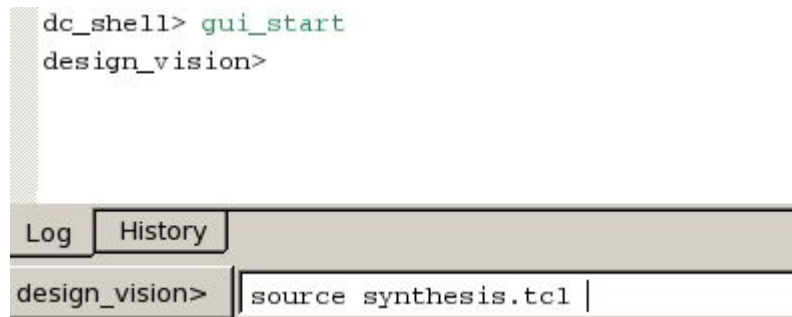 dc_shell> gui_start
design_vision>
Log History
design_vision> source synthesis.tcl